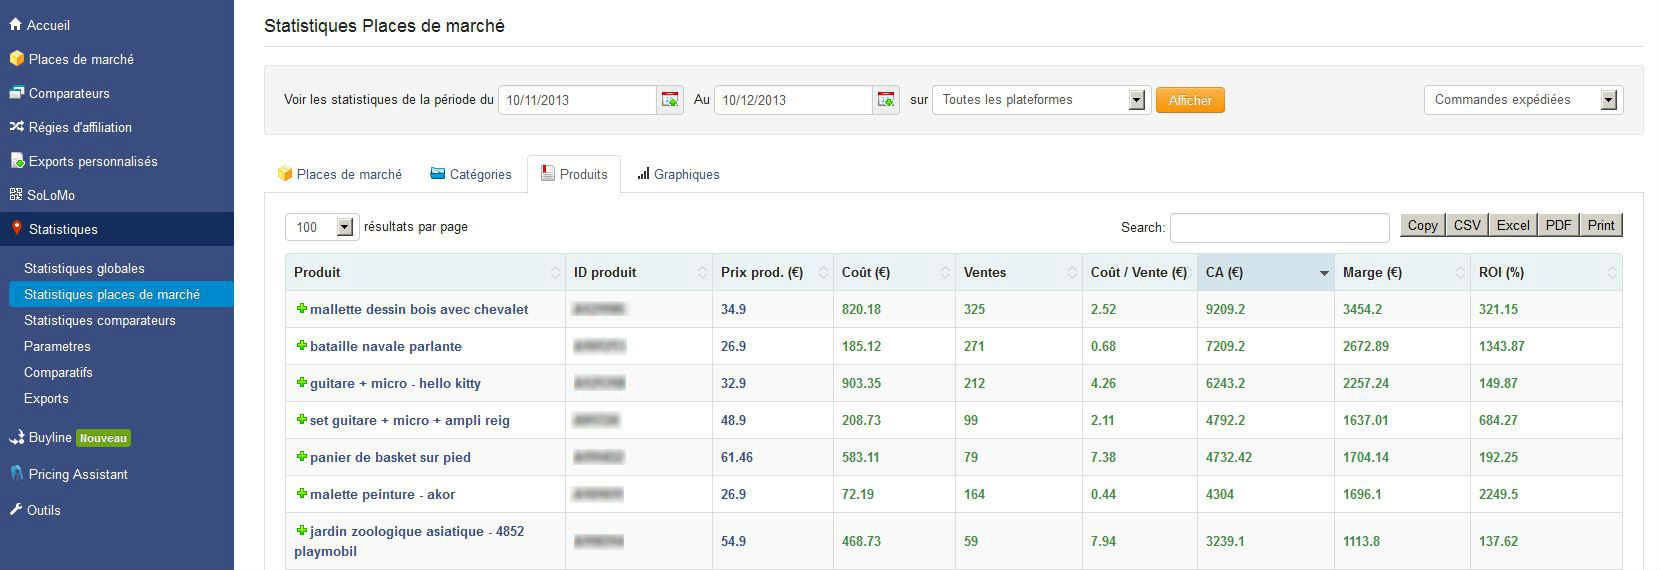 Accueil
Places de marché
Comparateurs
Régies d'affiliation
Exports personnalisés
SoLoMo
Statistiques
Statistiques globales
Statistiques places de marché
Statistiques comparateurs
Parametres
Comparatifs
Exports
Buyline Nouveau
Pricing Assistant
Outils
Statistiques Places de marché
Voir les statistiques de la période du 10/11/2013 Au 10/12/2013 sur Toutes les plateformes Afficher Commandes expédiées
Places de marché Catégories Produits Graphiques
100 résultats par page Search: Copy CSV Excel PDF Print
Produit ID produit Prix prod. (€) Coût (€) Ventes Coût / Vente (€) CA (€) Marge (€) ROI (%)
mallette dessin bois avec chevalet 34.9 820.18 325 2.52 9209.2 3454.2 321.15
bataille navale parlante 26.9 185.12 271 0.68 7209.2 2672.89 1343.87
guitare + micro - hello kitty 32.9 903.35 212 4.26 6243.2 2257.24 149.87
set guitare + micro + ampli reig 48.9 208.73 99 2.11 4792.2 1637.01 684.27
panier de basket sur pied 61.46 583.11 79 7.38 4732.42 1704.14 192.25
malette peinture - akor 26.9 72.19 164 0.44 4304 1696.1 2249.5
jardin zoologique asiatique - 4852
playmobil 54.9 468.73 59 7.94 3239.1 1113.8 137.62